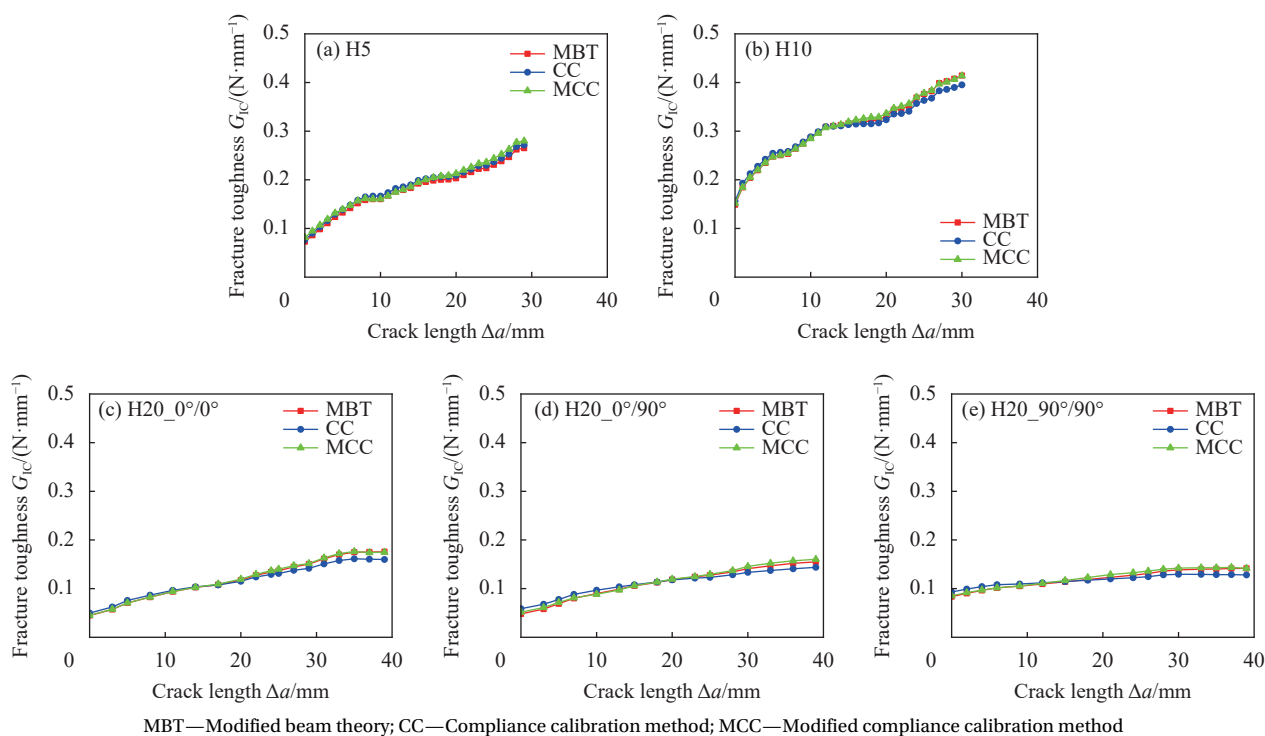 (a) H5
MBT
CC
MCC
Fracture toughness G_IC/(N·mm⁻¹)
0.5
0.4
0.3
0.2
0.1
0
10
20
30
40
Crack length Δa/mm
(b) H10
MBT
CC
MCC
Fracture toughness G_IC/(N·mm⁻¹)
0.5
0.4
0.3
0.2
0.1
0
10
20
30
40
Crack length Δa/mm
(c) H20_0°/0°
MBT
CC
MCC
Fracture toughness G_IC/(N·mm⁻¹)
0.5
0.4
0.3
0.2
0.1
0
10
20
30
40
Crack length Δa/mm
(d) H20_0°/90°
MBT
CC
MCC
Fracture toughness G_IC/(N·mm⁻¹)
0.5
0.4
0.3
0.2
0.1
0
10
20
30
40
Crack length Δa/mm
(e) H20_90°/90°
MBT
CC
MCC
Fracture toughness G_IC/(N·mm⁻¹)
0.5
0.4
0.3
0.2
0.1
0
10
20
30
40
Crack length Δa/mm
MBT—Modified beam theory; CC—Compliance calibration method; MCC—Modified compliance calibration method